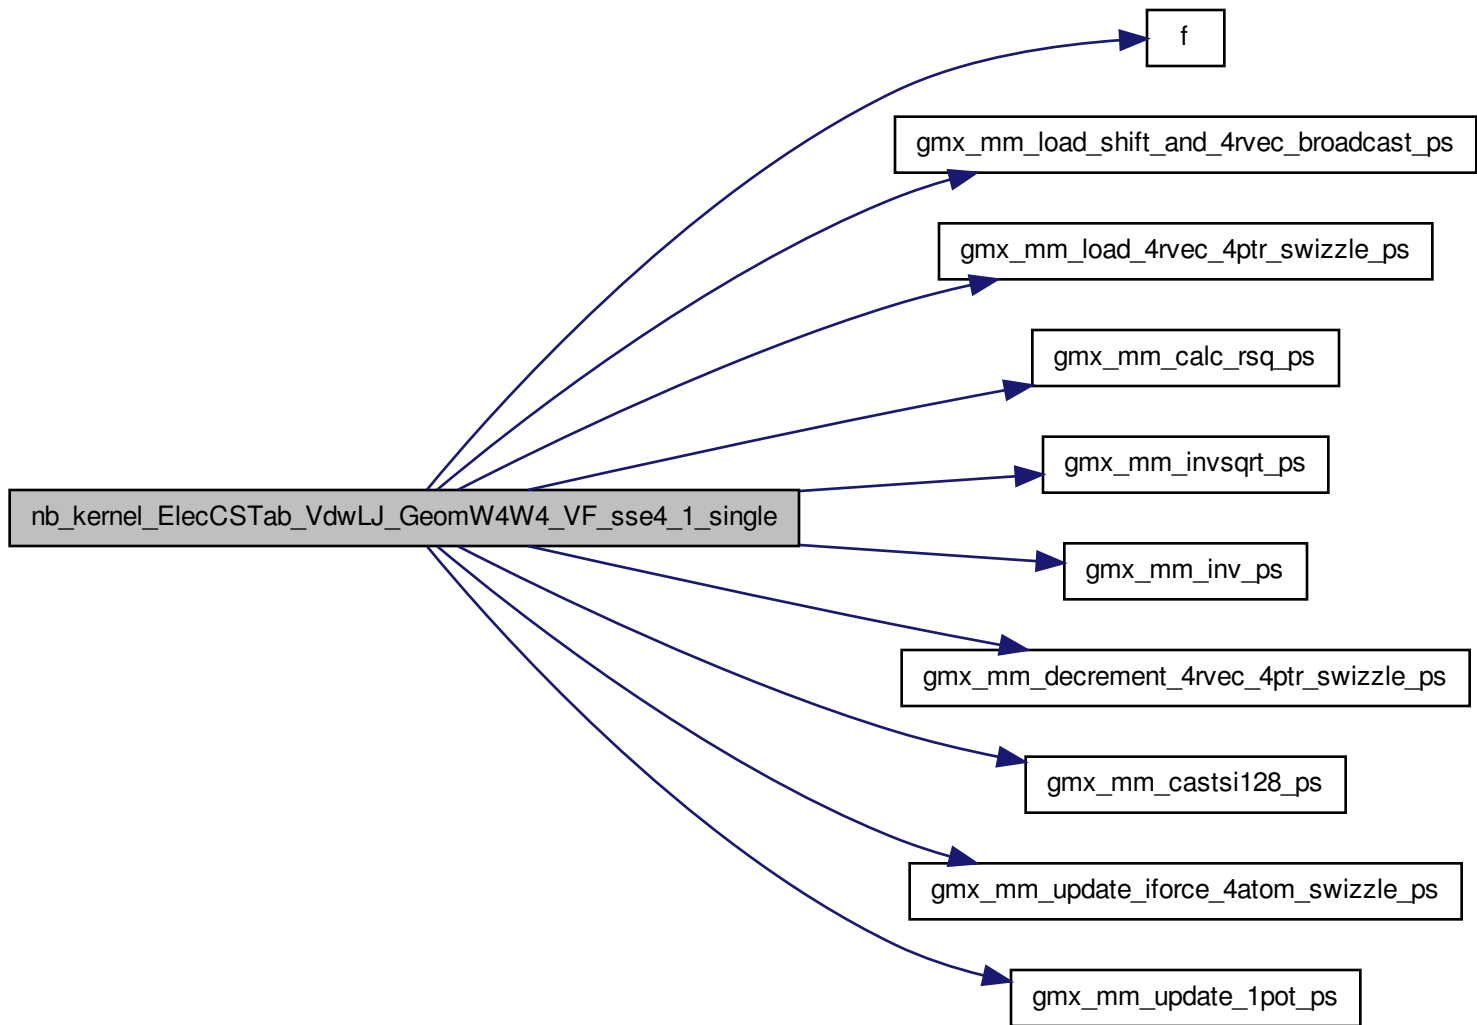 f
gmx_mm_load_shift_and_4rvec_broadcast_ps
gmx_mm_load_4rvec_4ptr_swizzle_ps
gmx_mm_calc_rsq_ps
gmx_mm_invsqrt_ps
nb_kernel_ElecCSTab_VdwLJ_GeomW4W4_VF_sse4_1_single
gmx_mm_inv_ps
gmx_mm_decrement_4rvec_4ptr_swizzle_ps
gmx_mm_castsi128_ps
gmx_mm_update_iforce_4atom_swizzle_ps
gmx_mm_update_1pot_ps